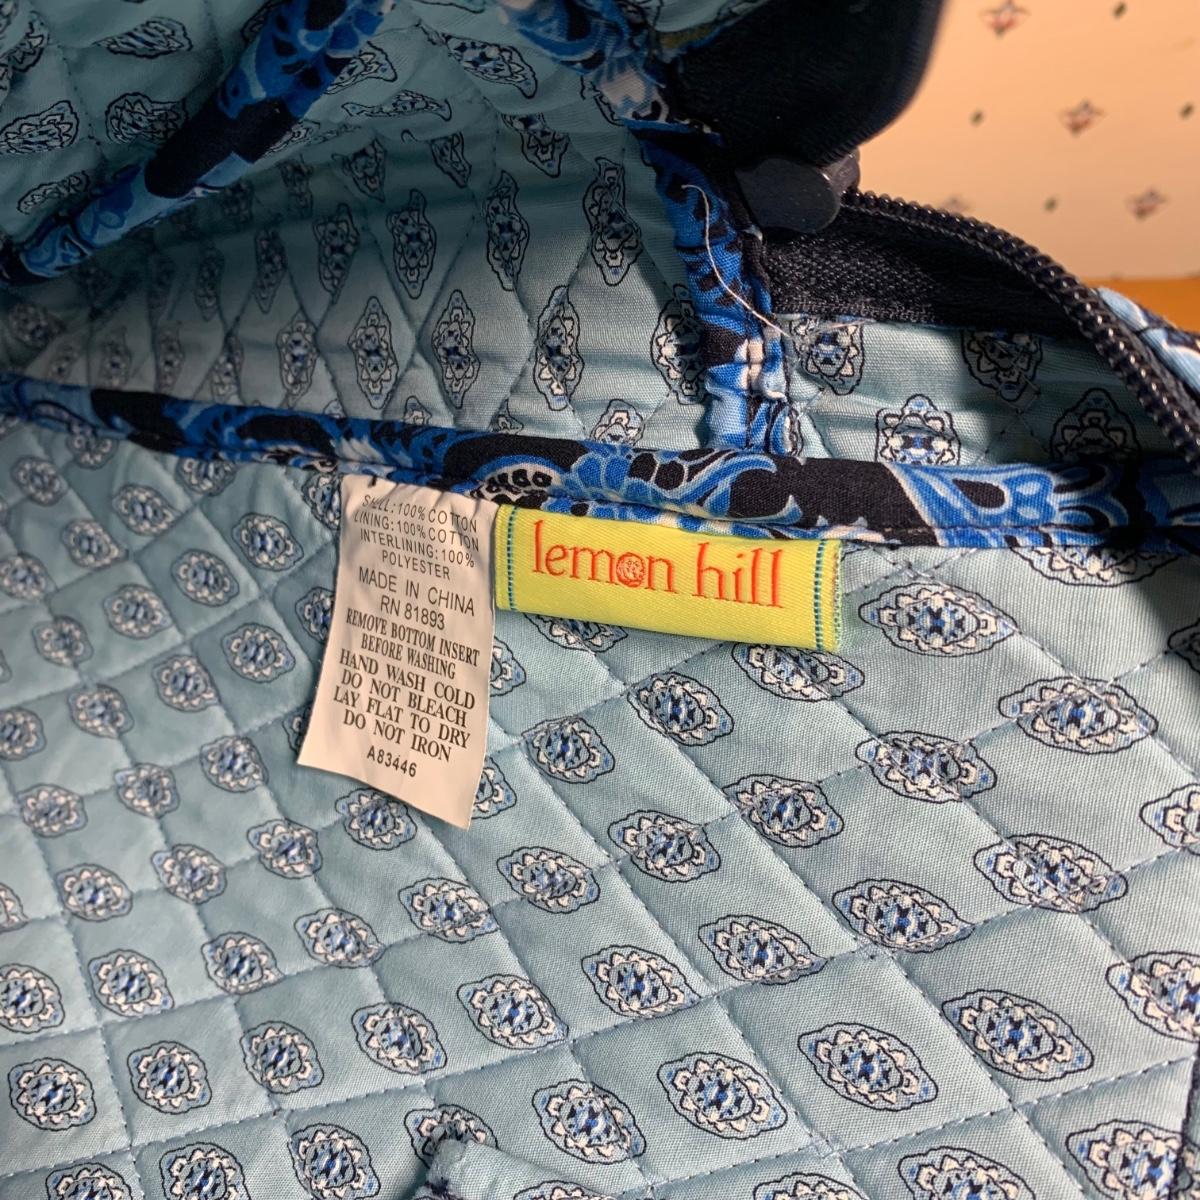 SHELL:100% COTTON
LINING:100% COTTON
INTERLINING:100%
POLYESTER
MADE IN CHINA
RN 81893
REMOVE BOTTOM INSERT
BEFORE WASHING
HAND WASH COLD
DO NOT BLEACH
LAY FLAT TO DRY
DO NOT IRON
A83446
lemon hill